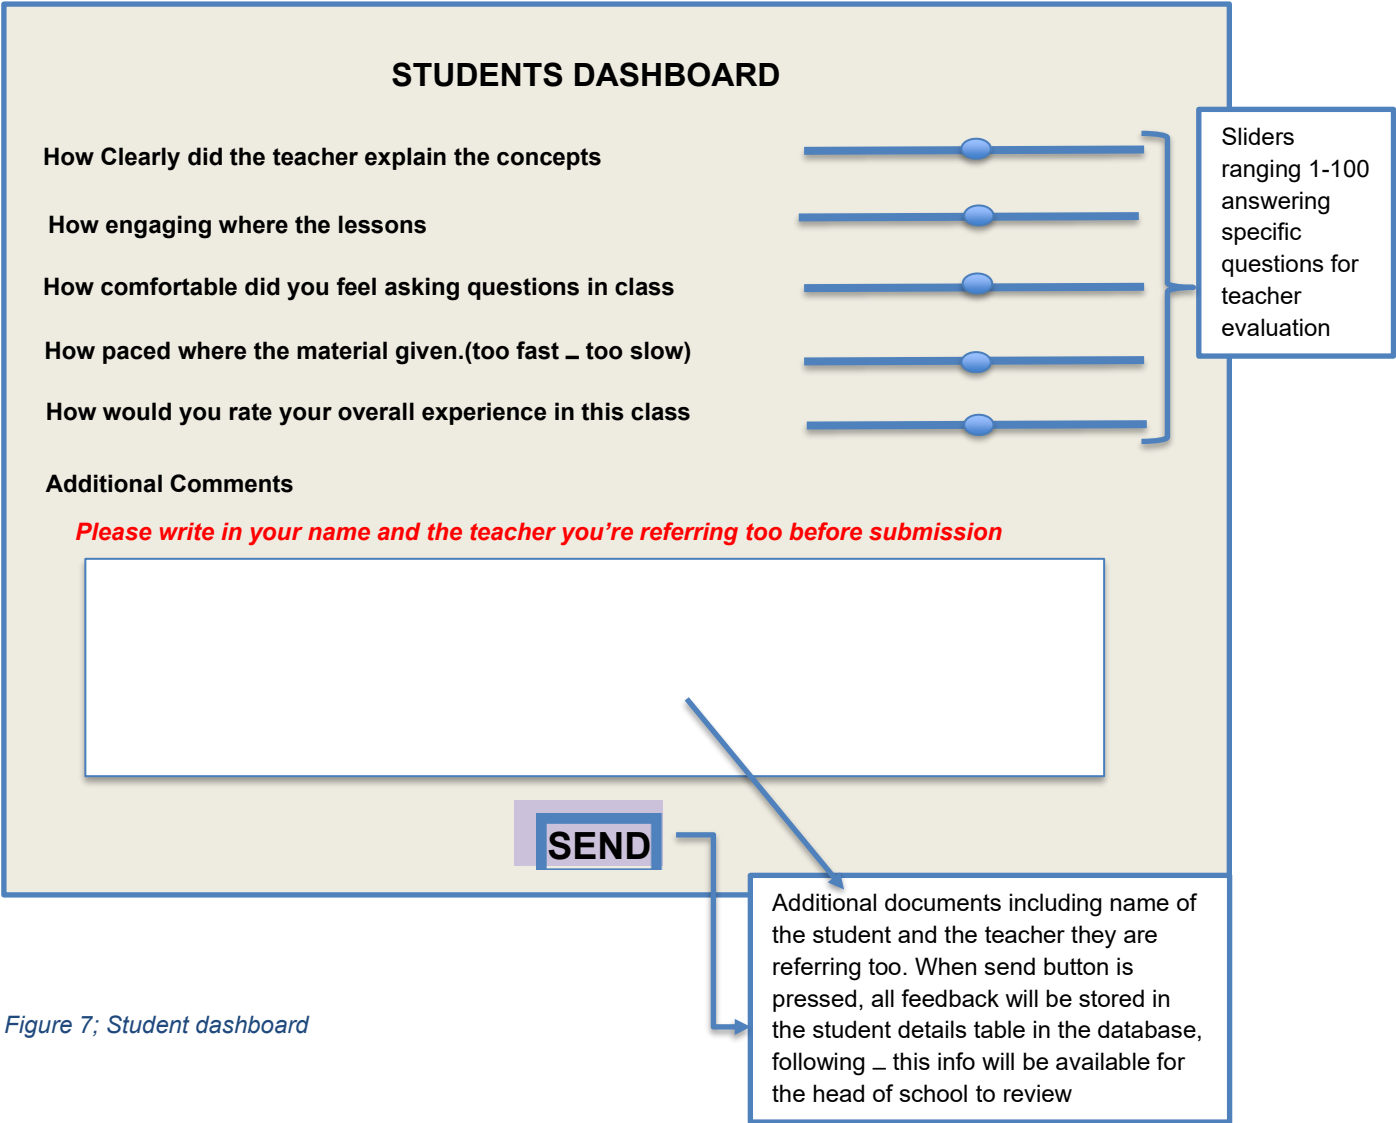 STUDENTS DASHBOARD
How Clearly did the teacher explain the concepts
How engaging where the lessons
How comfortable did you feel asking questions in class
How paced where the material given.(too fast – too slow)
How would you rate your overall experience in this class
Sliders
ranging 1-100
answering
specific
questions for
teacher
evaluation
Additional Comments
Please write in your name and the teacher you’re referring too before submission
SEND
Additional documents including name of
the student and the teacher they are
referring too. When send button is
pressed, all feedback will be stored in
the student details table in the database,
following – this info will be available for
the head of school to review
Figure 7; Student dashboard